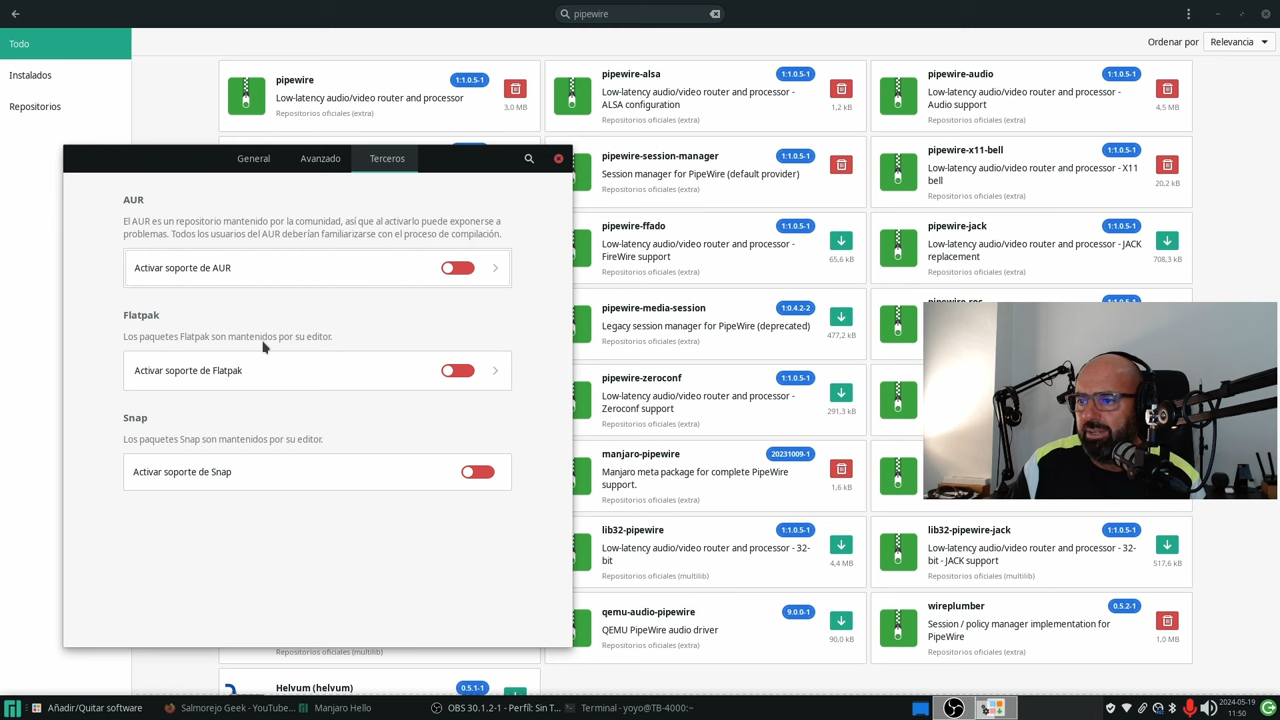 pipewire
Todo
Instalados
Repositorios
Ordenar por
Relevancia
pipewire
1:1.0.5-1
Low-latency audio/video router and processor
Repositorios oficiales (extra)
3,0 MB
pipewire-alsa
1:1.0.5-1
Low-latency audio/video router and processor -
ALSA configuration
Repositorios oficiales (extra)
1,2 kB
pipewire-audio
1:1.0.5-1
Low-latency audio/video router and processor -
Audio support
Repositorios oficiales (extra)
4,5 MB
pipewire-session-manager
1:1.0.5-1
Session manager for PipeWire (default provider)
Repositorios oficiales (extra)
pipewire-x11-bell
1:1.0.5-1
Low-latency audio/video router and processor - X11
bell
Repositorios oficiales (extra)
20,2 kB
pipewire-ffado
1:1.0.5-1
Low-latency audio/video router and processor -
FireWire support
Repositorios oficiales (extra)
65,6 kB
pipewire-jack
1:1.0.5-1
Low-latency audio/video router and processor - JACK
replacement
Repositorios oficiales (extra)
708,3 kB
pipewire-media-session
1:0.4.2-2
Legacy session manager for PipeWire (deprecated)
Repositorios oficiales (extra)
477,2 kB
pipewire-zeroconf
1:1.0.5-1
Low-latency audio/video router and processor -
Zeroconf support
Repositorios oficiales (extra)
291,3 kB
manjaro-pipewire
20231009-1
Manjaro meta package for complete PipeWire
support.
Repositorios oficiales (extra)
1,6 kB
lib32-pipewire
1:1.0.5-1
Low-latency audio/video router and processor - 32-
bit
Repositorios oficiales (multilib)
4,4 MB
lib32-pipewire-jack
1:1.0.5-1
Low-latency audio/video router and processor - 32-
bit - JACK support
Repositorios oficiales (multilib)
517,6 kB
qemu-audio-pipewire
9.0.0-1
QEMU PipeWire audio driver
Repositorios oficiales (extra)
90,0 kB
wireplumber
0.5.2-1
Session / policy manager implementation for
PipeWire
Repositorios oficiales (extra)
1,0 MB
Repositorios oficiales (multilib)
Helvum (helvum)
0.5.1-1
General
Avanzado
Terceros
AUR
El AUR es un repositorio mantenido por la comunidad, así que al activarlo puede exponerse a
problemas. Todos los usuarios del AUR deberían familiarizarse con el proceso de compilación.
Activar soporte de AUR
Flatpak
Los paquetes Flatpak son mantenidos por su editor.
Activar soporte de Flatpak
Snap
Los paquetes Snap son mantenidos por su editor.
Activar soporte de Snap
Añadir/Quitar software
Salmorejo Geek - YouTube...
Manjaro Hello
OBS 30.1.2-1 - Perfil: Sin T...
Terminal - yoyo@TB-4000:~
2024-05-19
11:50